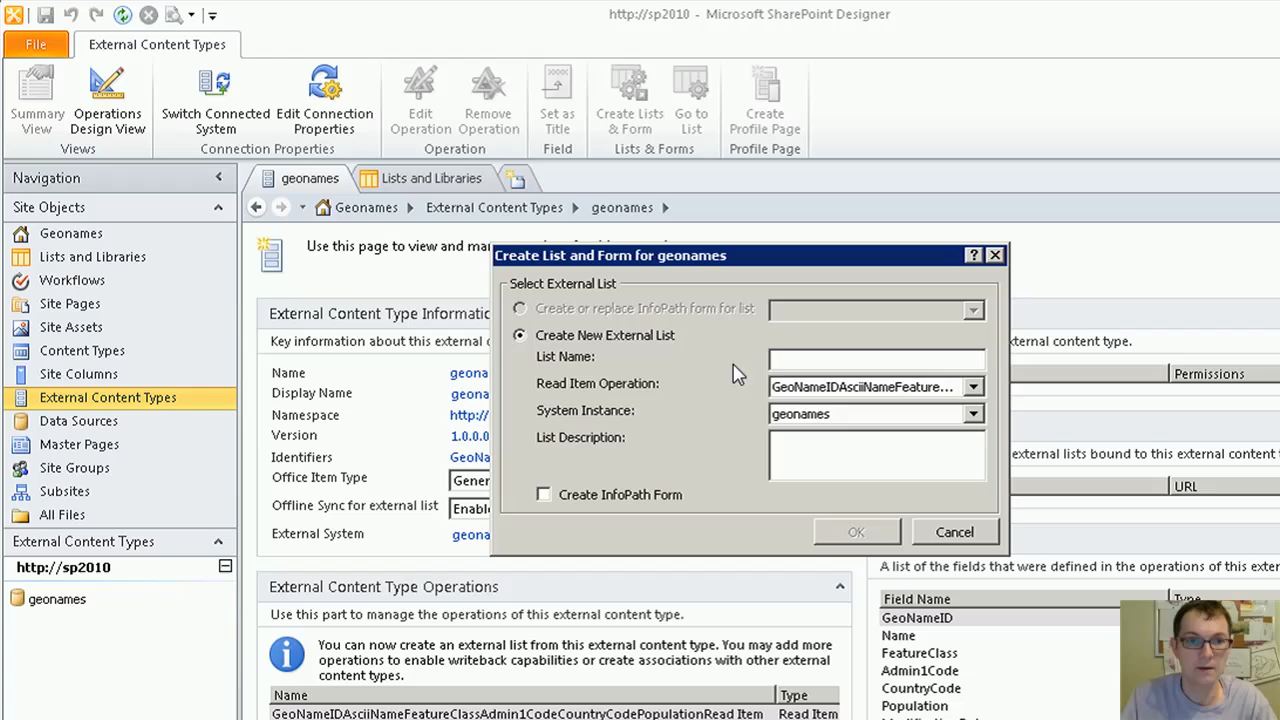 http://sp2010 - Microsoft SharePoint Designer
File
External Content Types
Summary View
Operations Design View
Switch Connected System
Edit Connection Properties
Edit Operation
Remove Operation
Set as Title
Create Lists & Form
Go to List
Create Profile Page
Views
Connection Properties
Operation
Field
Lists & Forms
Profile Page
Navigation
geonames
Lists and Libraries
Site Objects
Geonames
External Content Types
geonames
Geonames
Lists and Libraries
Workflows
Site Pages
Site Assets
Content Types
Site Columns
External Content Types
Data Sources
Master Pages
Site Groups
Subsites
All Files
External Content Types
http://sp2010
geonames
Use this page to view and
External Content Type
Key information about this external
Name
geona
Display Name
geona
Namespace
http://
Version
1.0.0.0
Identifiers
GeoNa
Office Item Type
Gener
Offline Sync for external list
Enable
External System
geona
Create List and Form for geonames
Select External List
Create or replace InfoPath form for list
Create New External List
List Name:
Read Item Operation:
GeoNameIDAsciiNameFeature...
System Instance:
geonames
List Description:
Create InfoPath Form
OK
Cancel
ternal content type.
Permissions
external lists bound to this external content
URL
External Content Type Operations
Use this part to manage the operations of this external content type.
You can now create an external list from this external content type. You may add more
operations to enable writeback capabilities or create associations with other external
content types.
Name
Type
GeoNameIDAsciiNameFeatureClassAdmin1CodeCountryCodePopulationRead Item
Read Item
A list of the fields that were defined in the operations of this ex
Field Name
Type
GeoNameID
Name
FeatureClass
Admin1Code
CountryCode
Population